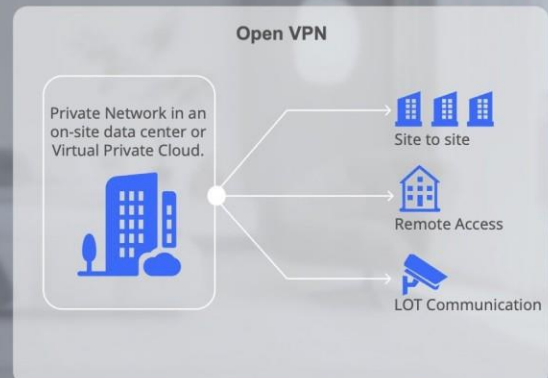 Open VPN
Private Network in an
on-site data center or
Virtual Private Cloud.
Site to site
Remote Access
LOT Communication